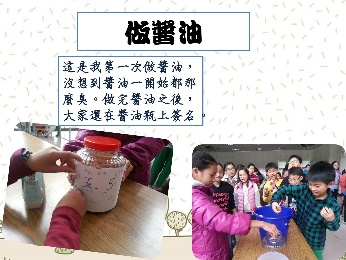 做醬油
這是我第一次做醬油，
沒想到醬油一開始都那
麼臭。做完醬油之後，
大家還在醬油瓶上簽名。